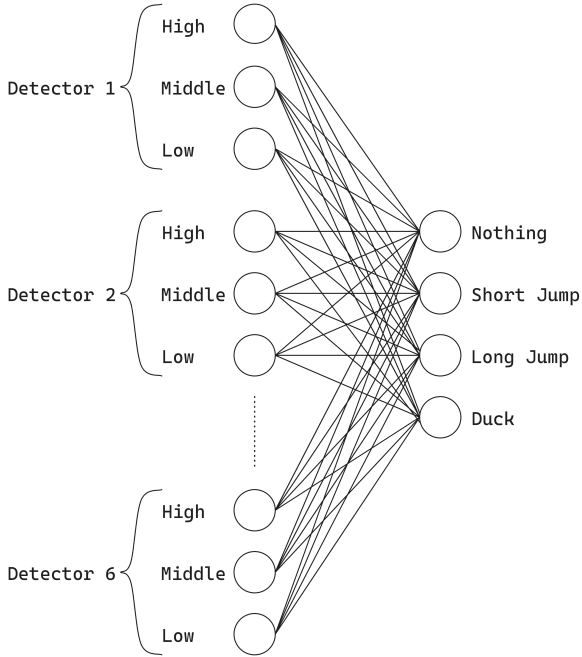 High
Detector 1
Middle
Low
High
Nothing
Detector 2
Middle
Short Jump
Low
Long Jump
Duck
High
Detector 6
Middle
Low